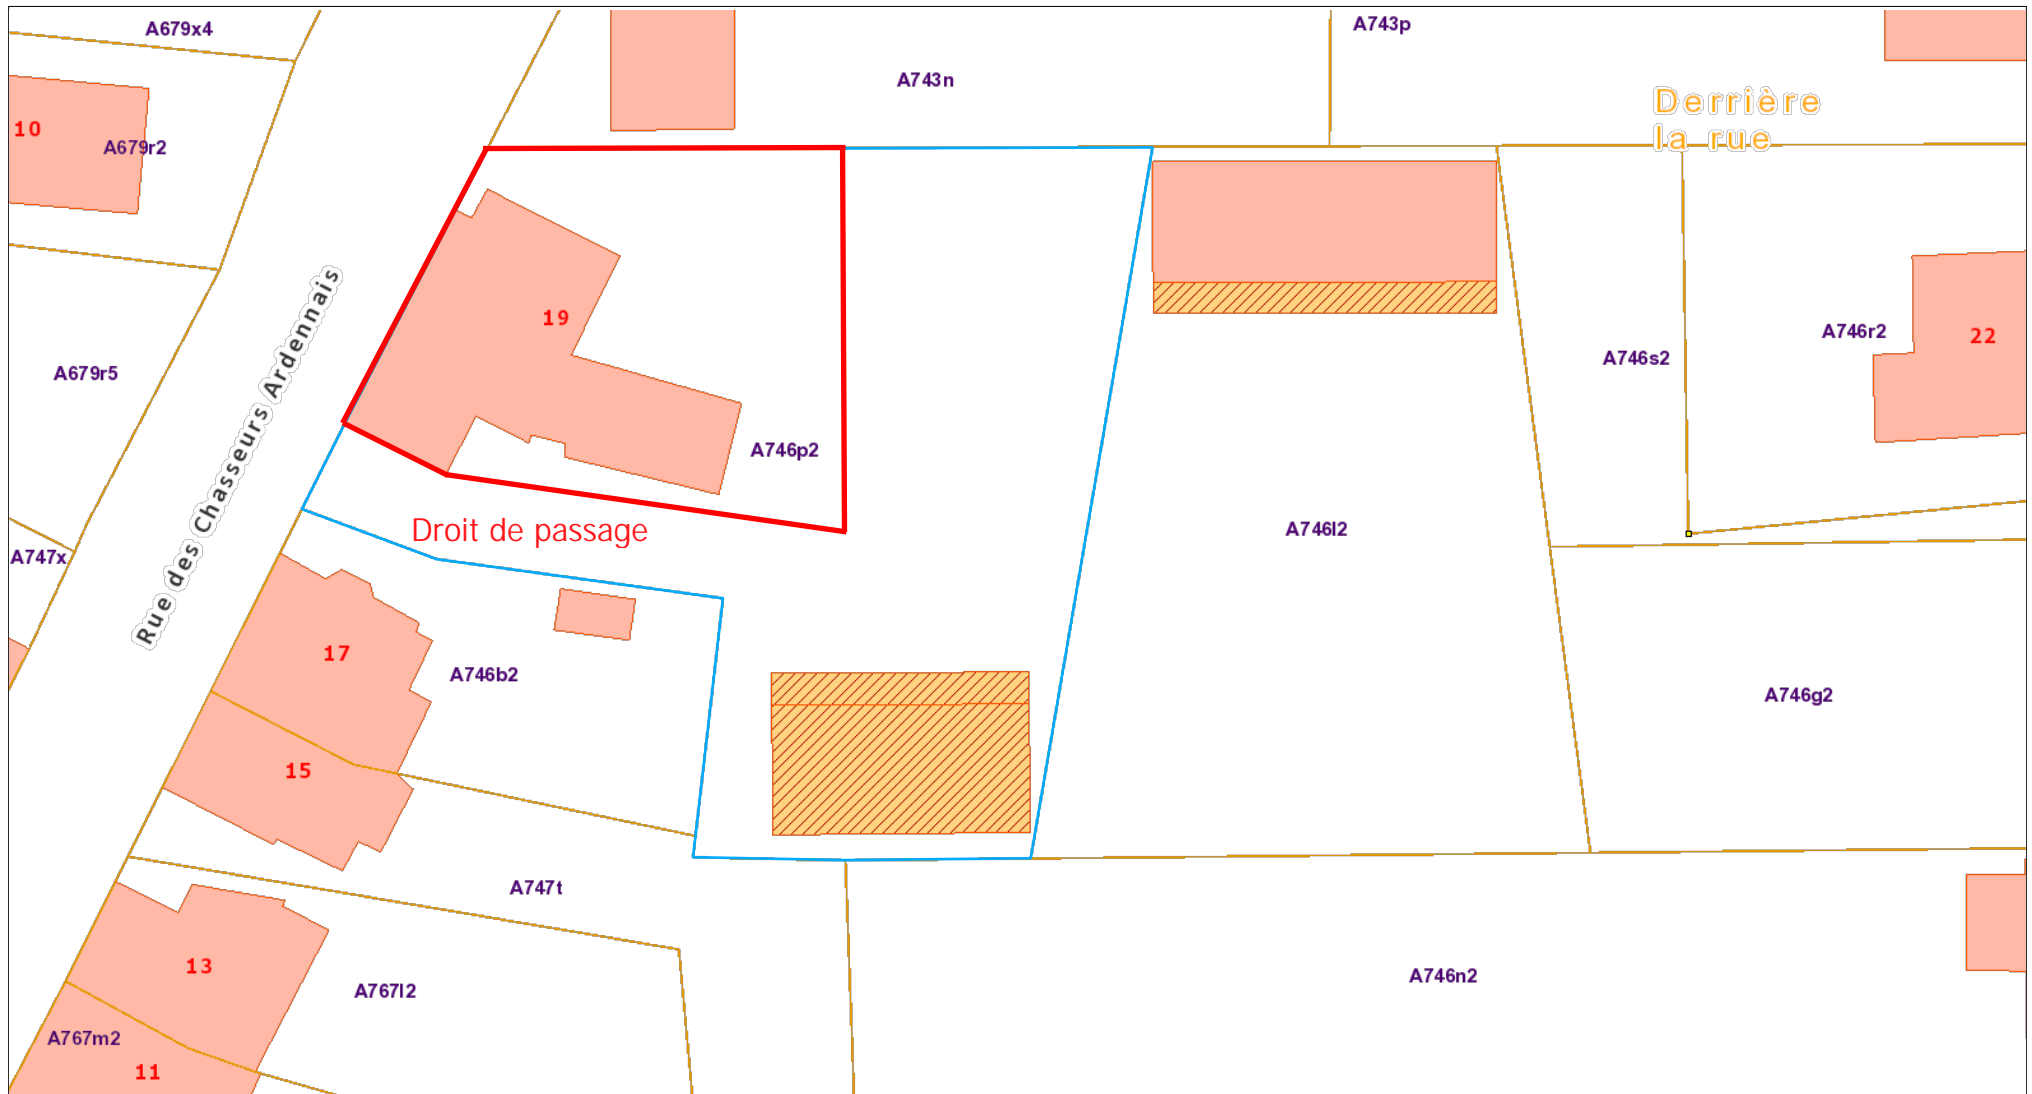 A679x4
A743p
A743n
Derrière
la rue
10
A679r2
Rue des Chasseurs Ardennais
19
A746r2
22
A746s2
A679r5
A746p2
Droit de passage
A746l2
A747x
17
A746b2
A746g2
15
A747t
13
A767l2
A746n2
A767m2
11